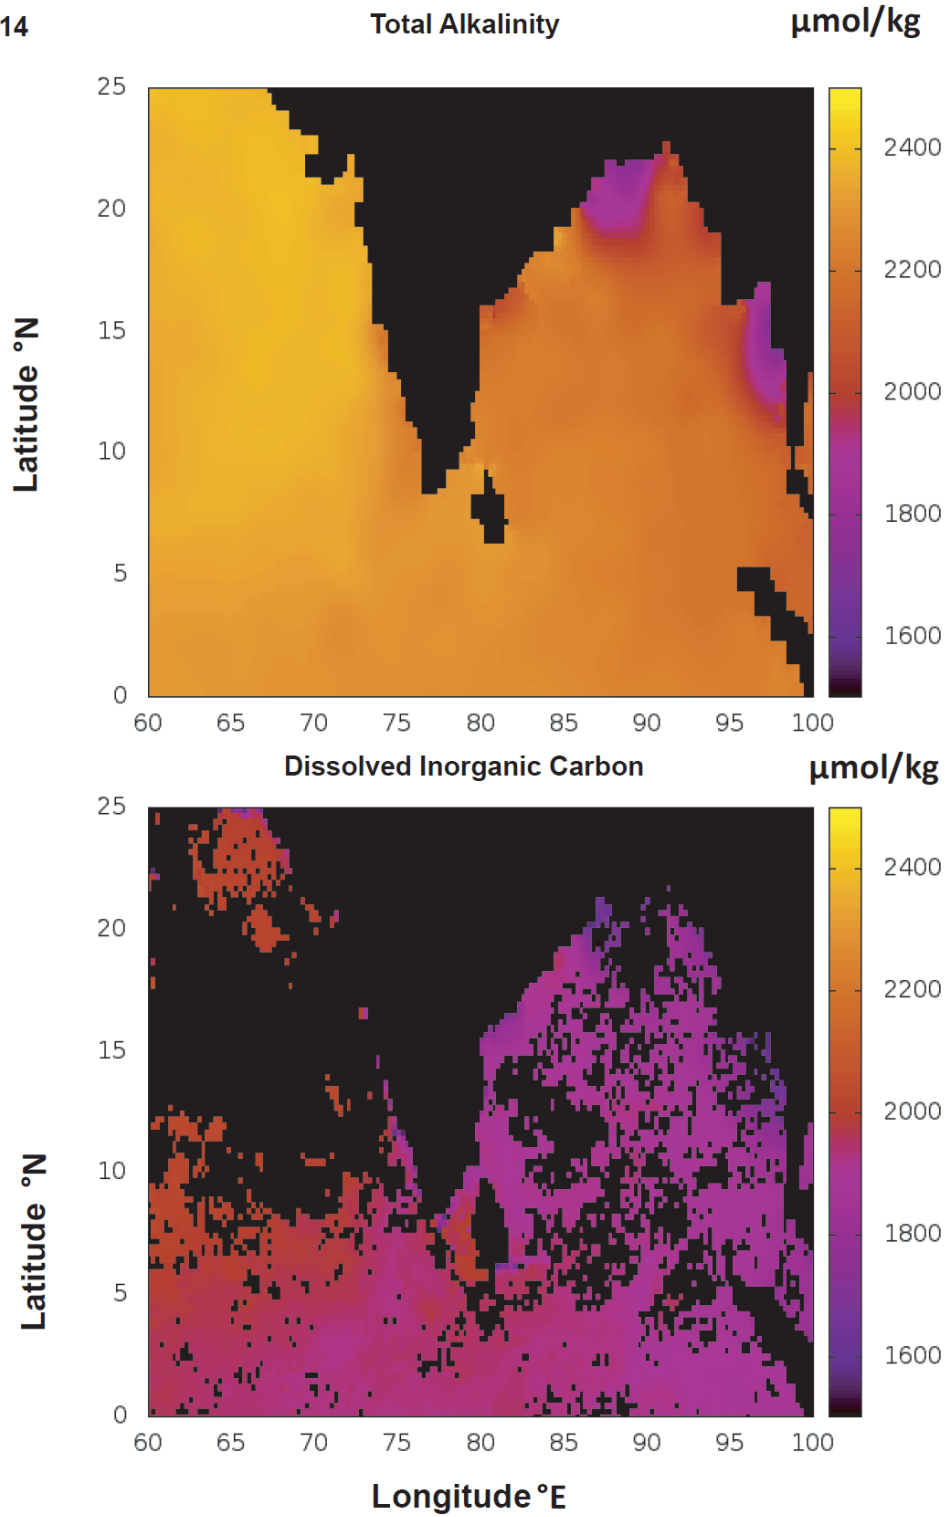 14
Total Alkalinity
µmol/kg
25
20
15
10
5
0
Latitude °N
2400
2200
2000
1800
1600
60 65 70 75 80 85 90 95 100
Dissolved Inorganic Carbon
µmol/kg
25
20
15
10
5
0
Latitude °N
2400
2200
2000
1800
1600
60 65 70 75 80 85 90 95 100
Longitude °E